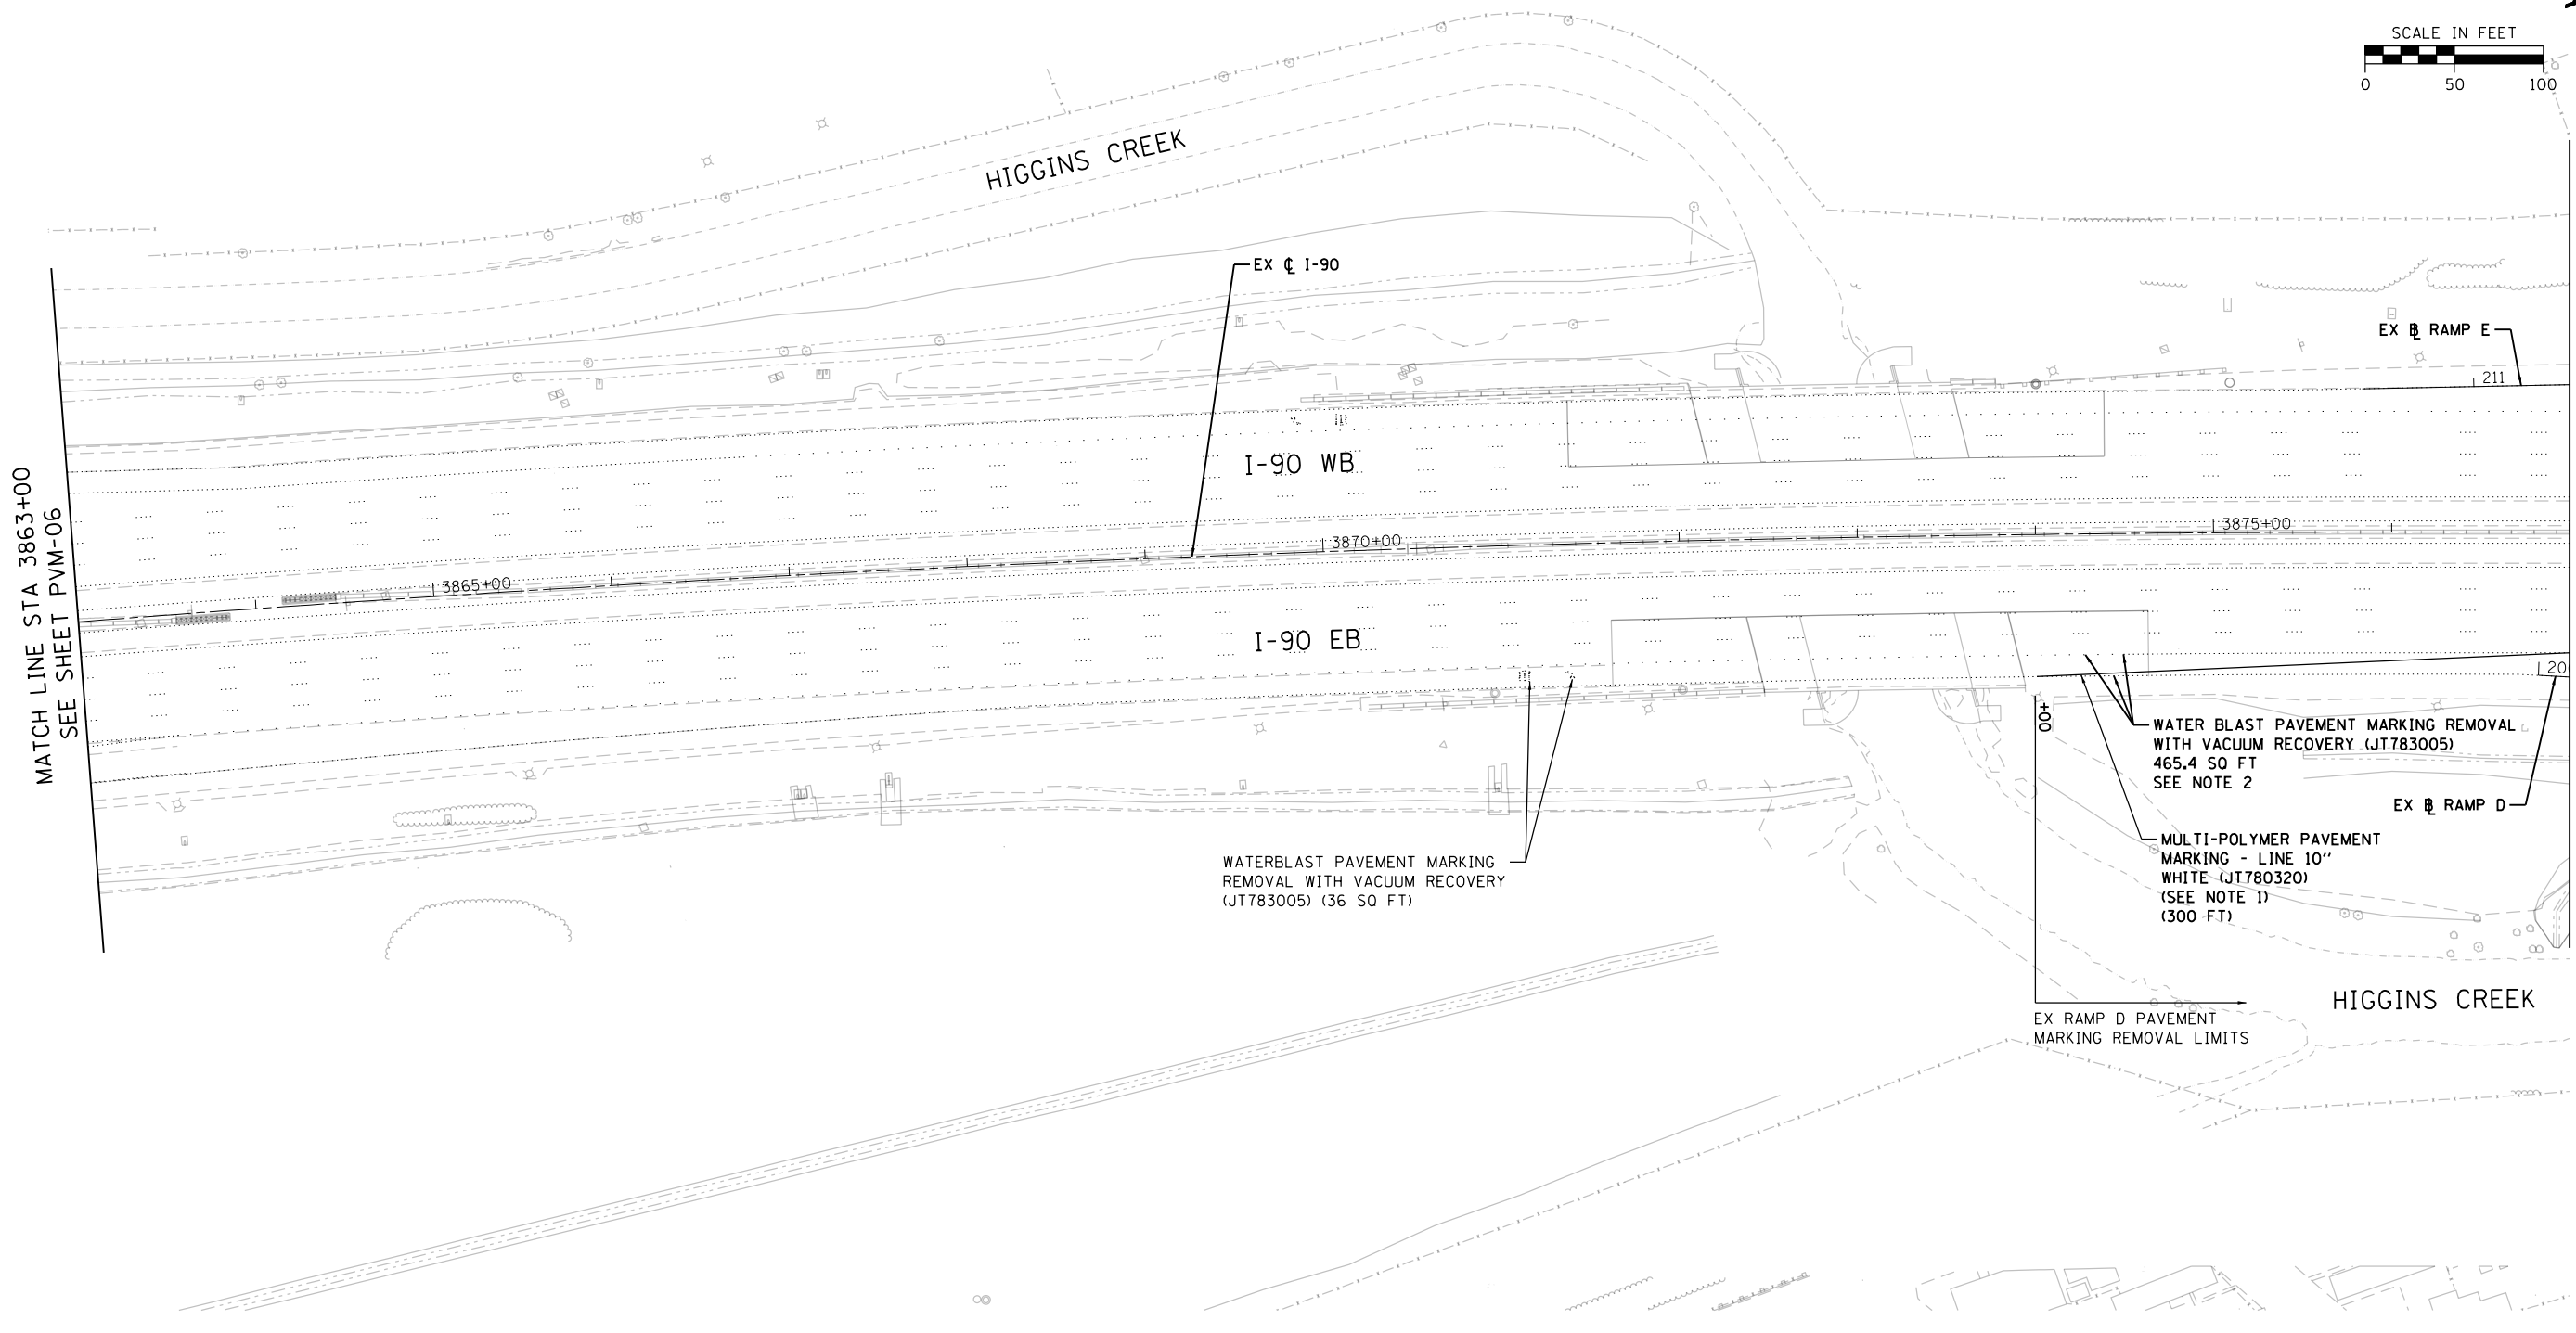 SCALE IN FEET
0 50 100
HIGGINS CREEK
EX ℄ I-90
EX BL RAMP E
211
I-90 WB
MATCH LINE STA 3863+00
SEE SHEET PVM-06
3865+00
3870+00
3875+00
I-90 EB
20
+00
WATER BLAST PAVEMENT MARKING REMOVAL
WITH VACUUM RECOVERY (JT783005)
465.4 SQ FT
SEE NOTE 2
EX BL RAMP D
MULTI-POLYMER PAVEMENT
MARKING - LINE 10"
WHITE (JT780320)
(SEE NOTE 1)
(300 FT)
WATERBLAST PAVEMENT MARKING
REMOVAL WITH VACUUM RECOVERY
(JT783005) (36 SQ FT)
HIGGINS CREEK
EX RAMP D PAVEMENT
MARKING REMOVAL LIMITS